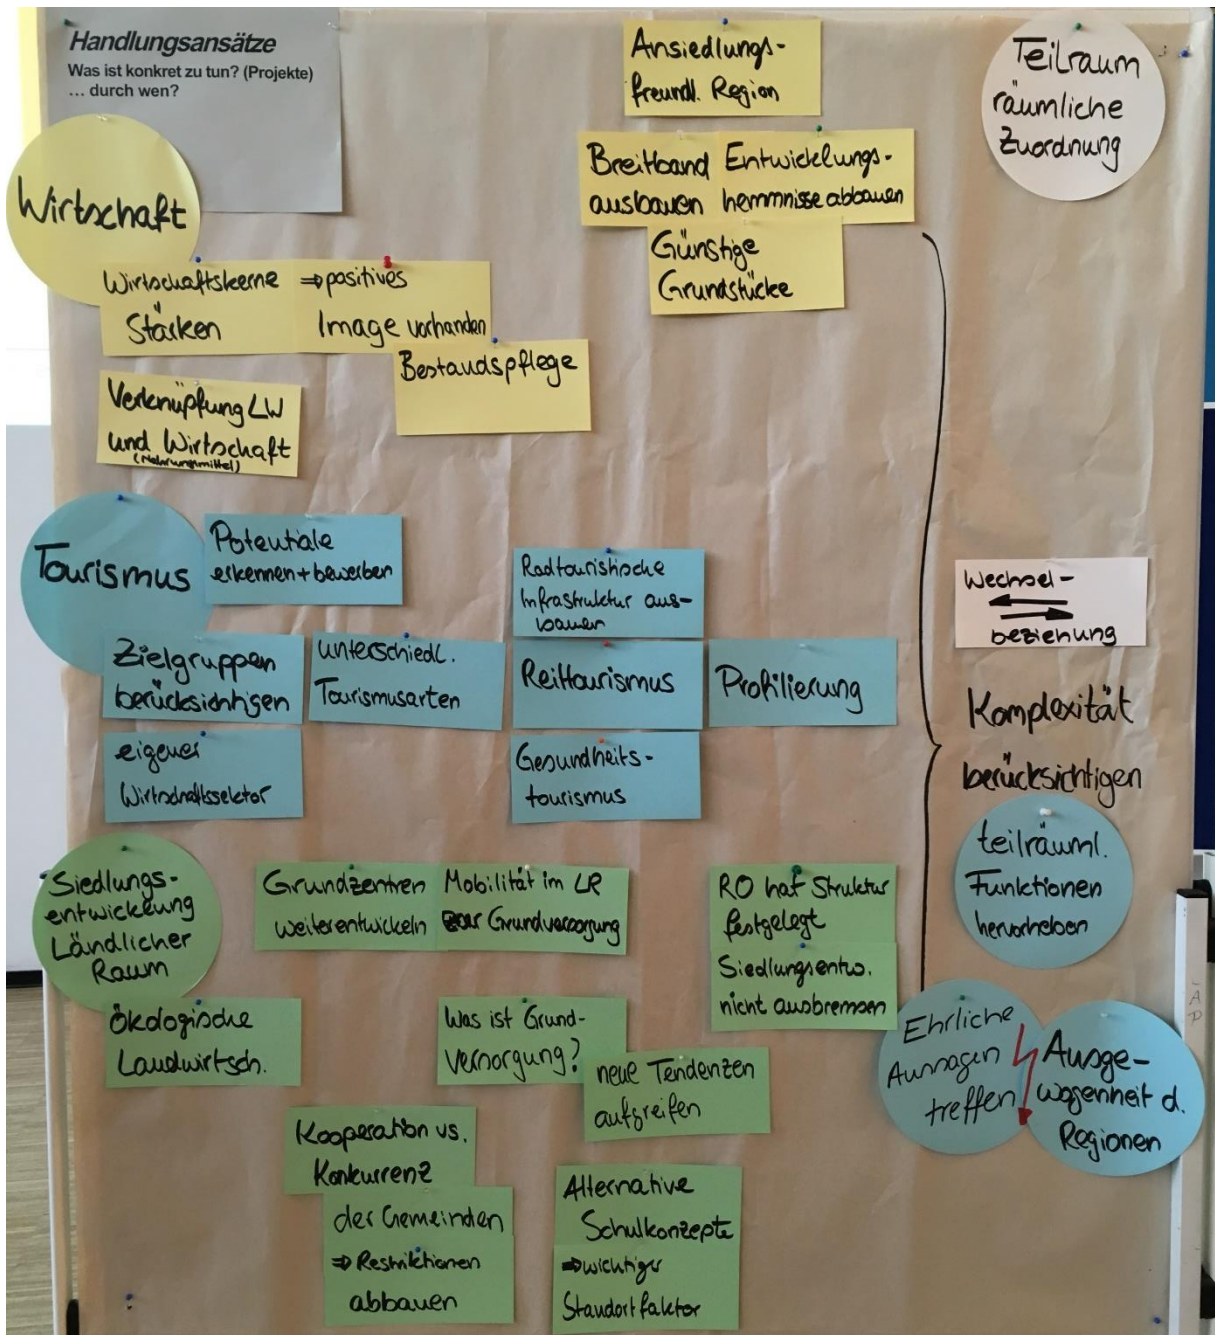 Handlungsansätze
Was ist konkret zu tun? (Projekte)
... durch wen?
Ansiedlungs-
freundl. Region
Teilraum
räumliche
Zuordnung
Wirtschaft
Breitband
ausbauen
Entwicklungs-
hemmnisse abbauen
Günstige
Grundstücke
Wirtschaftskerne
Stärken
⇒ positives
Image vorhanden
Bestandspflege
Verknüpfung LW
und Wirtschaft
(Nahrungsmittel)
Tourismus
Potentiale
erkennen + bewerben
Radtouristische
Infrastruktur aus-
bauen
Zielgruppen
berücksichtigen
unterschiedl.
Tourismusarten
Reittourismus
Profilierung
eigener
Wirtschaftssektor
Gesundheits-
tourismus
Wechsel-
beziehung
Komplexität
berücksichtigen
teilräuml.
Funktionen
hervorheben
Siedlungs-
entwicklung
Ländlicher
Raum
Grundzentren
weiterentwickeln
Mobilität im LR
zur Grundversorgung
RO hat Struktur
festgelegt
Siedlungsentw.
nicht ausbremsen
Ökologische
Landwirtsch.
Was ist Grund-
versorgung?
neue Tendenzen
aufgreifen
Ehrliche
Aussagen
treffen
Ausge-
wogenheit d.
Regionen
Kooperation vs.
Konkurrenz
der Gemeinden
⇒ Restriktionen
abbauen
Alternative
Schulkonzepte
⇒ wichtiger
Standortfaktor